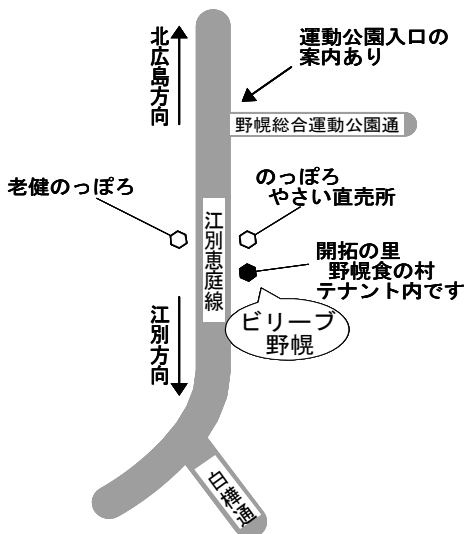 北広島方向
運動公園入口の
案内あり
野幌総合運動公園通
老健のっぽろ
のっぽろ
やさい直売所
江別恵庭線
開拓の里
野幌食の村
テナント内です
ビリーブ
野幌
江別方向
白樺通